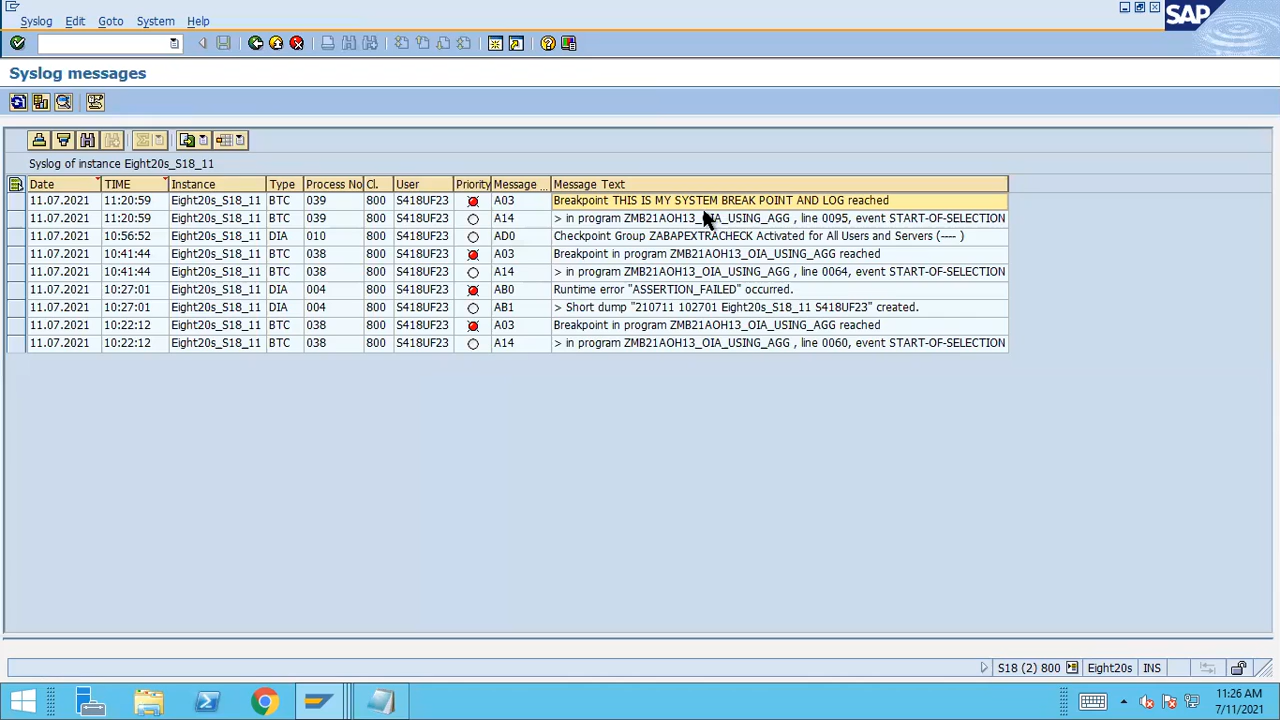 Syslog Edit Goto System Help
SAP
Syslog messages
Syslog of instance Eight20s_S18_11
Date TIME Instance Type Process No Cl. User Priority Message ... Message Text
11.07.2021 11:20:59 Eight20s_S18_11 BTC 039 800 S418UF23 A03 Breakpoint THIS IS MY SYSTEM BREAK POINT AND LOG reached
11.07.2021 11:20:59 Eight20s_S18_11 BTC 039 800 S418UF23 A14 > in program ZMB21AOH13_OIA_USING_AGG , line 0095, event START-OF-SELECTION
11.07.2021 10:56:52 Eight20s_S18_11 DIA 010 800 S418UF23 AD0 Checkpoint Group ZABAPEXTRACHECK Activated for All Users and Servers (---- )
11.07.2021 10:41:44 Eight20s_S18_11 BTC 038 800 S418UF23 A03 Breakpoint in program ZMB21AOH13_OIA_USING_AGG reached
11.07.2021 10:41:44 Eight20s_S18_11 BTC 038 800 S418UF23 A14 > in program ZMB21AOH13_OIA_USING_AGG , line 0064, event START-OF-SELECTION
11.07.2021 10:27:01 Eight20s_S18_11 DIA 004 800 S418UF23 AB0 Runtime error "ASSERTION_FAILED" occurred.
11.07.2021 10:27:01 Eight20s_S18_11 DIA 004 800 S418UF23 AB1 > Short dump "210711 102701 Eight20s_S18_11 S418UF23" created.
11.07.2021 10:22:12 Eight20s_S18_11 BTC 038 800 S418UF23 A03 Breakpoint in program ZMB21AOH13_OIA_USING_AGG reached
11.07.2021 10:22:12 Eight20s_S18_11 BTC 038 800 S418UF23 A14 > in program ZMB21AOH13_OIA_USING_AGG , line 0060, event START-OF-SELECTION
S18 (2) 800 Eight20s INS
11:26 AM
7/11/2021